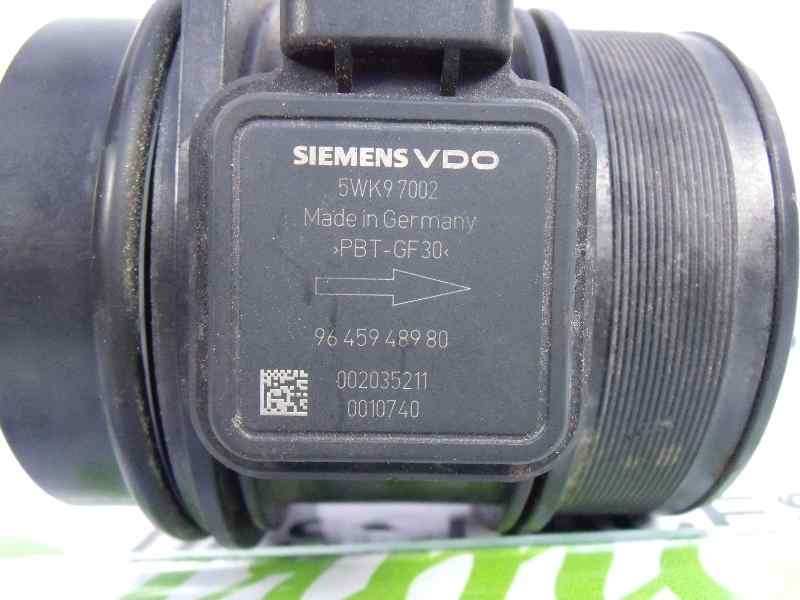 SIEMENS VDO
5WK9 7002
Made in Germany
>PBT-GF30<
96 459 489 80
002035211
0010740